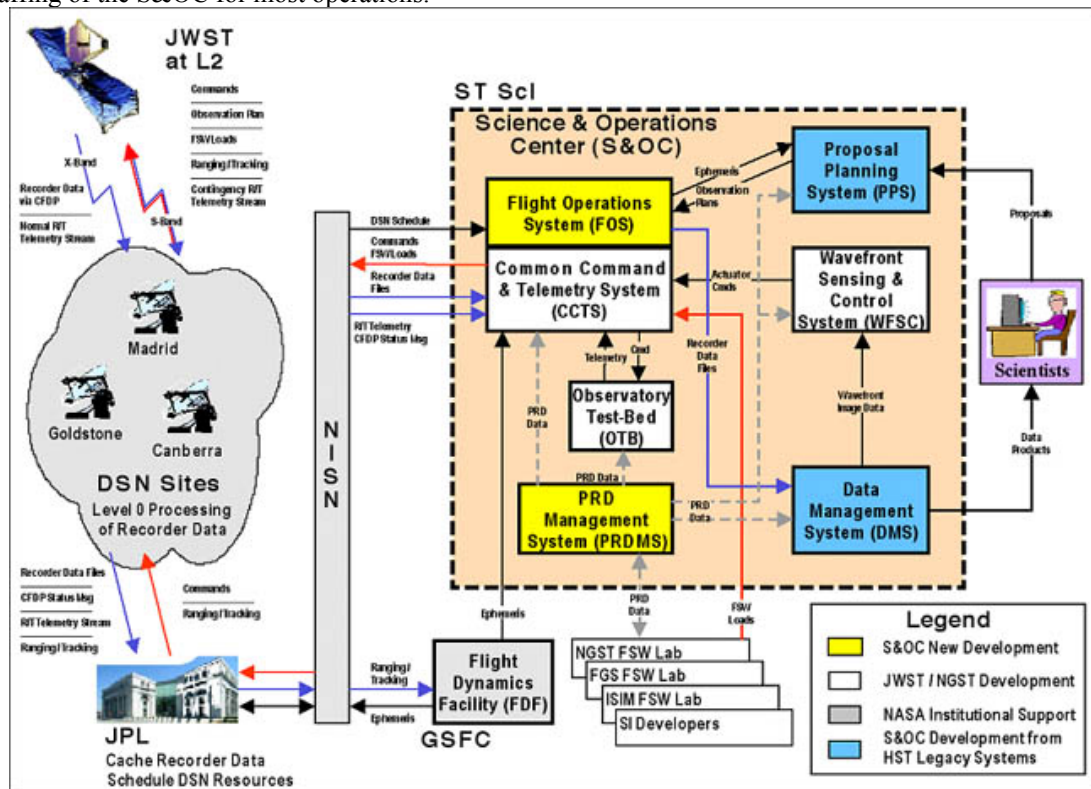 affing of the S&OC for most operations.
JWST
at L2
Commands
Observation Plan
FSW Loads
Ranging/Tracking
Contingency R/T
Telemetry Stream
X-Band
Recorder Data
via CFDP
Normal R/T
Telemetry Stream
S-Band
Madrid
Goldstone
Canberra
DSN Sites
Level 0 Processing
of Recorder Data
Recorder Data Files
CFDP Status Msg
R/T Telemetry Stream
Ranging/Tracking
Commands
Ranging/Tracking
JPL
Cache Recorder Data
Schedule DSN Resources
NISN
DSN Schedule
Commands
FSW Loads
Recorder Data
Files
R/T Telemetry
CFDP Status Msg
Ranging/
Tracking
Ephemeris
Ephemeris
Flight
Dynamics
Facility (FDF)
GSFC
ST ScI
Science & Operations
Center (S&OC)
Flight Operations
System (FOS)
Common Command
& Telemetry System
(CCTS)
Ephemeris
Observation
Plans
Proposal
Planning
System (PPS)
Actuator
Cmds
Wavefront
Sensing &
Control
System (WFSC)
Telemetry
Cmd
Recorder
Data
Files
PRD
Data
Observatory
Test-Bed
(OTB)
Wavefront
Image Data
PRD Data
PRD
Management
System (PRDMS)
PRD
Data
Data
Management
System (DMS)
Proposals
Scientists
Data
Products
PRD
Data
FSW
Loads
NGST FSW Lab
FGS FSW Lab
ISIM FSW Lab
SI Developers
Legend
S&OC New Development
JWST / NGST Development
NASA Institutional Support
S&OC Development from
HST Legacy Systems